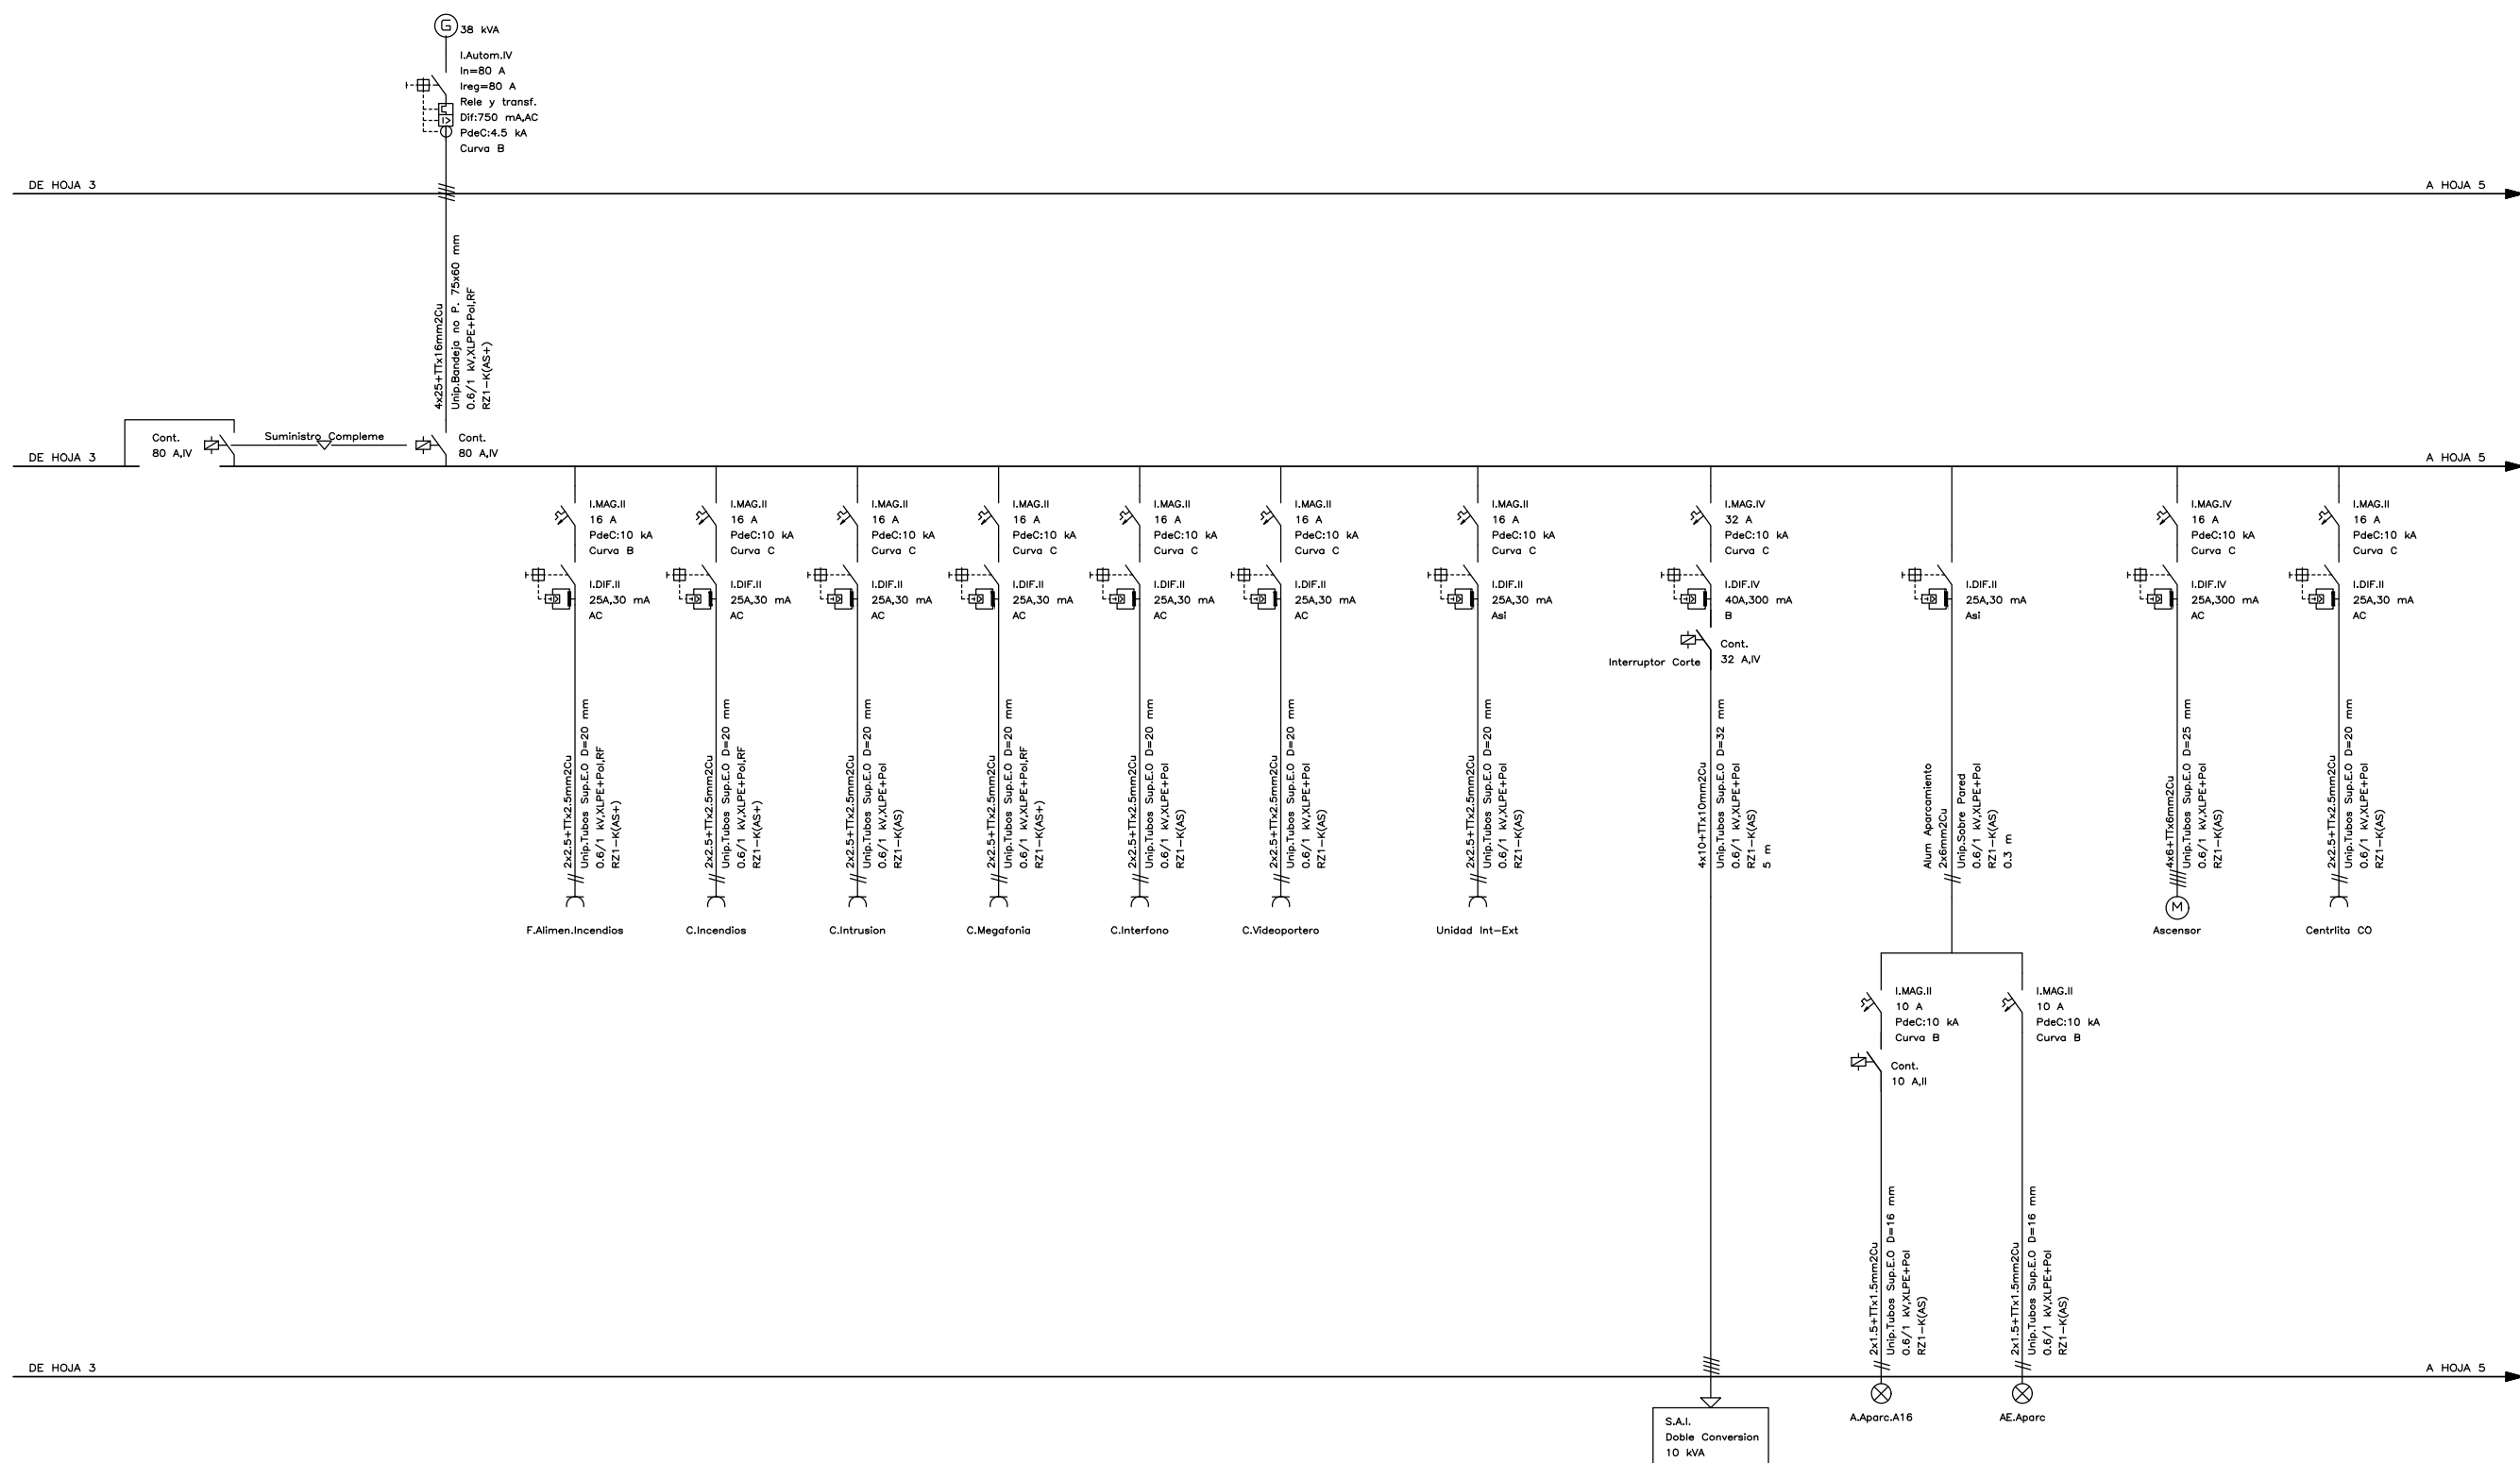 38 kVA
I.Autom.IV
In=80 A
Ireg=80 A
Rele y transf.
Dif:750 mA,AC
PdeC:4.5 kA
Curva B
DE HOJA 3
A HOJA 5
4x25+TTx16mm2Cu
Unip.Bandeja no P. 75x60 mm
0.6/1 kV,XLPE+Pol,RF
RZ1-K(AS+)
Cont.
80 A,IV
Suministro Compleme
Cont.
80 A,IV
DE HOJA 3
A HOJA 5
I.MAG.II
16 A
PdeC:10 kA
Curva B
I.DIF.II
25A,30 mA
AC
2x2.5+TTx2.5mm2Cu
Unip.Tubos Sup.E.O D=20 mm
0.6/1 kV,XLPE+Pol,RF
RZ1-K(AS+)
F.Alimen.Incendios
I.MAG.II
16 A
PdeC:10 kA
Curva C
I.DIF.II
25A,30 mA
AC
2x2.5+TTx2.5mm2Cu
Unip.Tubos Sup.E.O D=20 mm
0.6/1 kV,XLPE+Pol,RF
RZ1-K(AS+)
C.Incendios
I.MAG.II
16 A
PdeC:10 kA
Curva C
I.DIF.II
25A,30 mA
AC
2x2.5+TTx2.5mm2Cu
Unip.Tubos Sup.E.O D=20 mm
0.6/1 kV,XLPE+Pol
RZ1-K(AS)
C.Intrusion
I.MAG.II
16 A
PdeC:10 kA
Curva C
I.DIF.II
25A,30 mA
AC
2x2.5+TTx2.5mm2Cu
Unip.Tubos Sup.E.O D=20 mm
0.6/1 kV,XLPE+Pol,RF
RZ1-K(AS+)
C.Megafonia
I.MAG.II
16 A
PdeC:10 kA
Curva C
I.DIF.II
25A,30 mA
AC
2x2.5+TTx2.5mm2Cu
Unip.Tubos Sup.E.O D=20 mm
0.6/1 kV,XLPE+Pol
RZ1-K(AS)
C.Interfono
I.MAG.II
16 A
PdeC:10 kA
Curva C
I.DIF.II
25A,30 mA
AC
2x2.5+TTx2.5mm2Cu
Unip.Tubos Sup.E.O D=20 mm
0.6/1 kV,XLPE+Pol
RZ1-K(AS)
C.Videoportero
I.MAG.II
16 A
PdeC:10 kA
Curva C
I.DIF.II
25A,30 mA
Asi
2x2.5+TTx2.5mm2Cu
Unip.Tubos Sup.E.O D=20 mm
0.6/1 kV,XLPE+Pol
RZ1-K(AS)
Unidad Int-Ext
I.MAG.IV
32 A
PdeC:10 kA
Curva C
I.DIF.IV
40A,300 mA
B
Cont.
32 A,IV
Interruptor Corte
4x10+TTx10mm2Cu
Unip.Tubos Sup.E.O D=32 mm
0.6/1 kV,XLPE+Pol
RZ1-K(AS)
5 m
I.DIF.II
25A,30 mA
Asi
Alum Aparcamiento
2x6mm2Cu
Unip.Sobre Pared
0.6/1 kV,XLPE+Pol
RZ1-K(AS)
0.3 m
I.MAG.IV
16 A
PdeC:10 kA
Curva C
I.DIF.IV
25A,300 mA
AC
4x6+TTx6mm2Cu
Unip.Tubos Sup.E.O D=25 mm
0.6/1 kV,XLPE+Pol
RZ1-K(AS)
M
Ascensor
I.MAG.II
16 A
PdeC:10 kA
Curva C
I.DIF.II
25A,30 mA
AC
2x2.5+TTx2.5mm2Cu
Unip.Tubos Sup.E.O D=20 mm
0.6/1 kV,XLPE+Pol
RZ1-K(AS)
Centrlita CO
I.MAG.II
10 A
PdeC:10 kA
Curva B
Cont.
10 A,II
2x1.5+TTx1.5mm2Cu
Unip.Tubos Sup.E.O D=16 mm
0.6/1 kV,XLPE+Pol
RZ1-K(AS)
A.Aparc.A16
I.MAG.II
10 A
PdeC:10 kA
Curva B
2x1.5+TTx1.5mm2Cu
Unip.Tubos Sup.E.O D=16 mm
0.6/1 kV,XLPE+Pol
RZ1-K(AS)
AE.Aparc
DE HOJA 3
A HOJA 5
S.A.I.
Doble Conversion
10 kVA
G